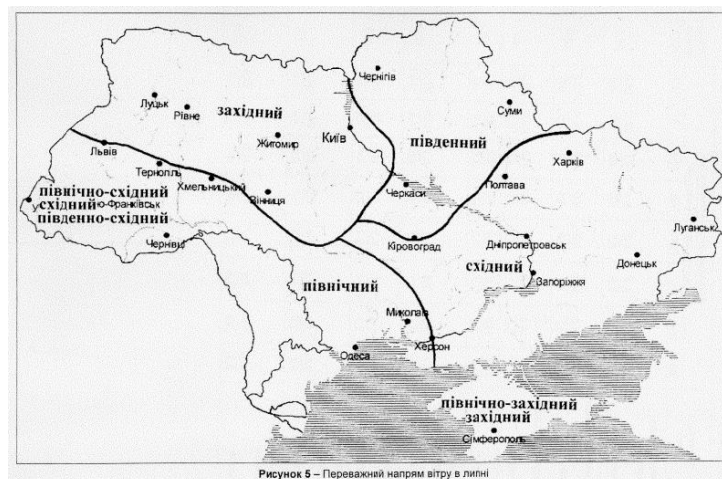 Чернігів
Луцьк
Рівне
західний
Київ
Суми
Житомир
південний
Львів
Харків
Тернопіль
Хмельницький
Вінниця
Черкаси
Полтава
північно-східний
східний
південно-східний
Чернівці
Кіровоград
Дніпропетровськ
Луганськ
східний
Донецьк
Запоріжжя
північний
Миколаїв
Херсон
Одеса
північно-західний
західний
Сімферополь
Рисунок 5 – Переважний напрям вітру в липні